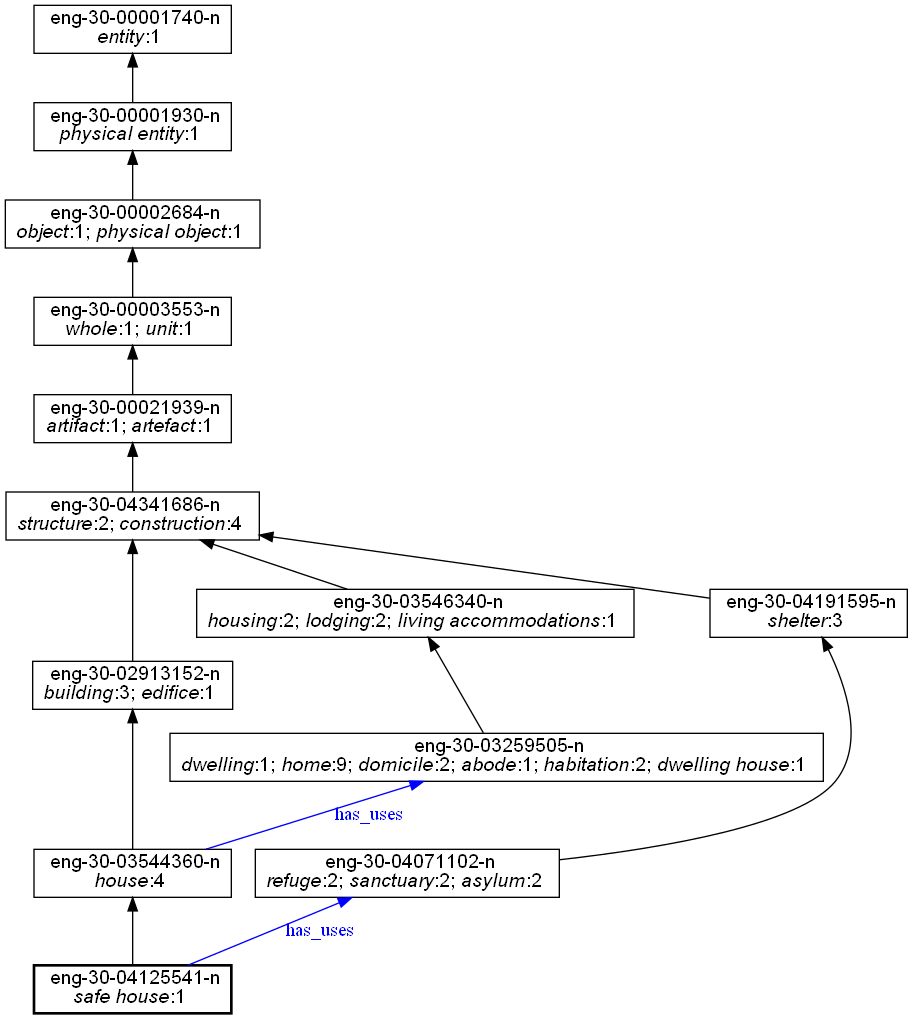 eng-30-00001740-n
entity:1
eng-30-00001930-n
physical entity:1
eng-30-00002684-n
object:1; physical object:1
eng-30-00003553-n
whole:1; unit:1
eng-30-00021939-n
artifact:1; artefact:1
eng-30-04341686-n
structure:2; construction:4
eng-30-03546340-n
housing:2; lodging:2; living accommodations:1
eng-30-04191595-n
shelter:3
eng-30-02913152-n
building:3; edifice:1
eng-30-03259505-n
dwelling:1; home:9; domicile:2; abode:1; habitation:2; dwelling house:1
has_uses
eng-30-03544360-n
house:4
eng-30-04071102-n
refuge:2; sanctuary:2; asylum:2
has_uses
eng-30-04125541-n
safe house:1